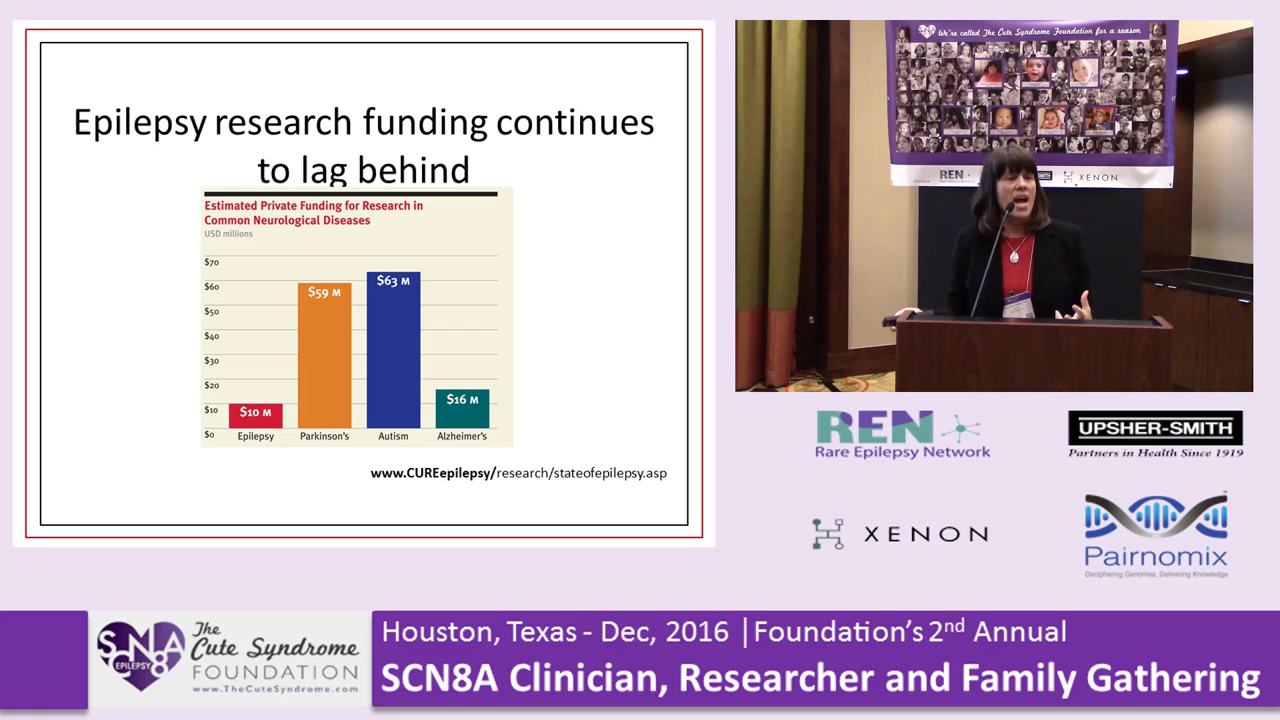 Epilepsy research funding continues
to lag behind
Estimated Private Funding for Research in
Common Neurological Diseases
USD millions
$70
$60
$50
$40
$30
$20
$10
$0
$10 M
$59 M
$63 M
$16 M
Epilepsy
Parkinson's
Autism
Alzheimer's
www.CUREepilepsy/research/stateofepilepsy.asp
We're called The Cute Syndrome Foundation for a reason
REN
XENON
REN
Rare Epilepsy Network
UPSHER-SMITH
Partners in Health Since 1919
XENON
Pairnomix
Deciphering Genomes, Delivering Knowledge
SCN8A
EPILEPSY
The
Cute Syndrome
FOUNDATION
www.TheCuteSyndrome.com
Houston, Texas - Dec, 2016 |Foundation's 2nd Annual
SCN8A Clinician, Researcher and Family Gathering